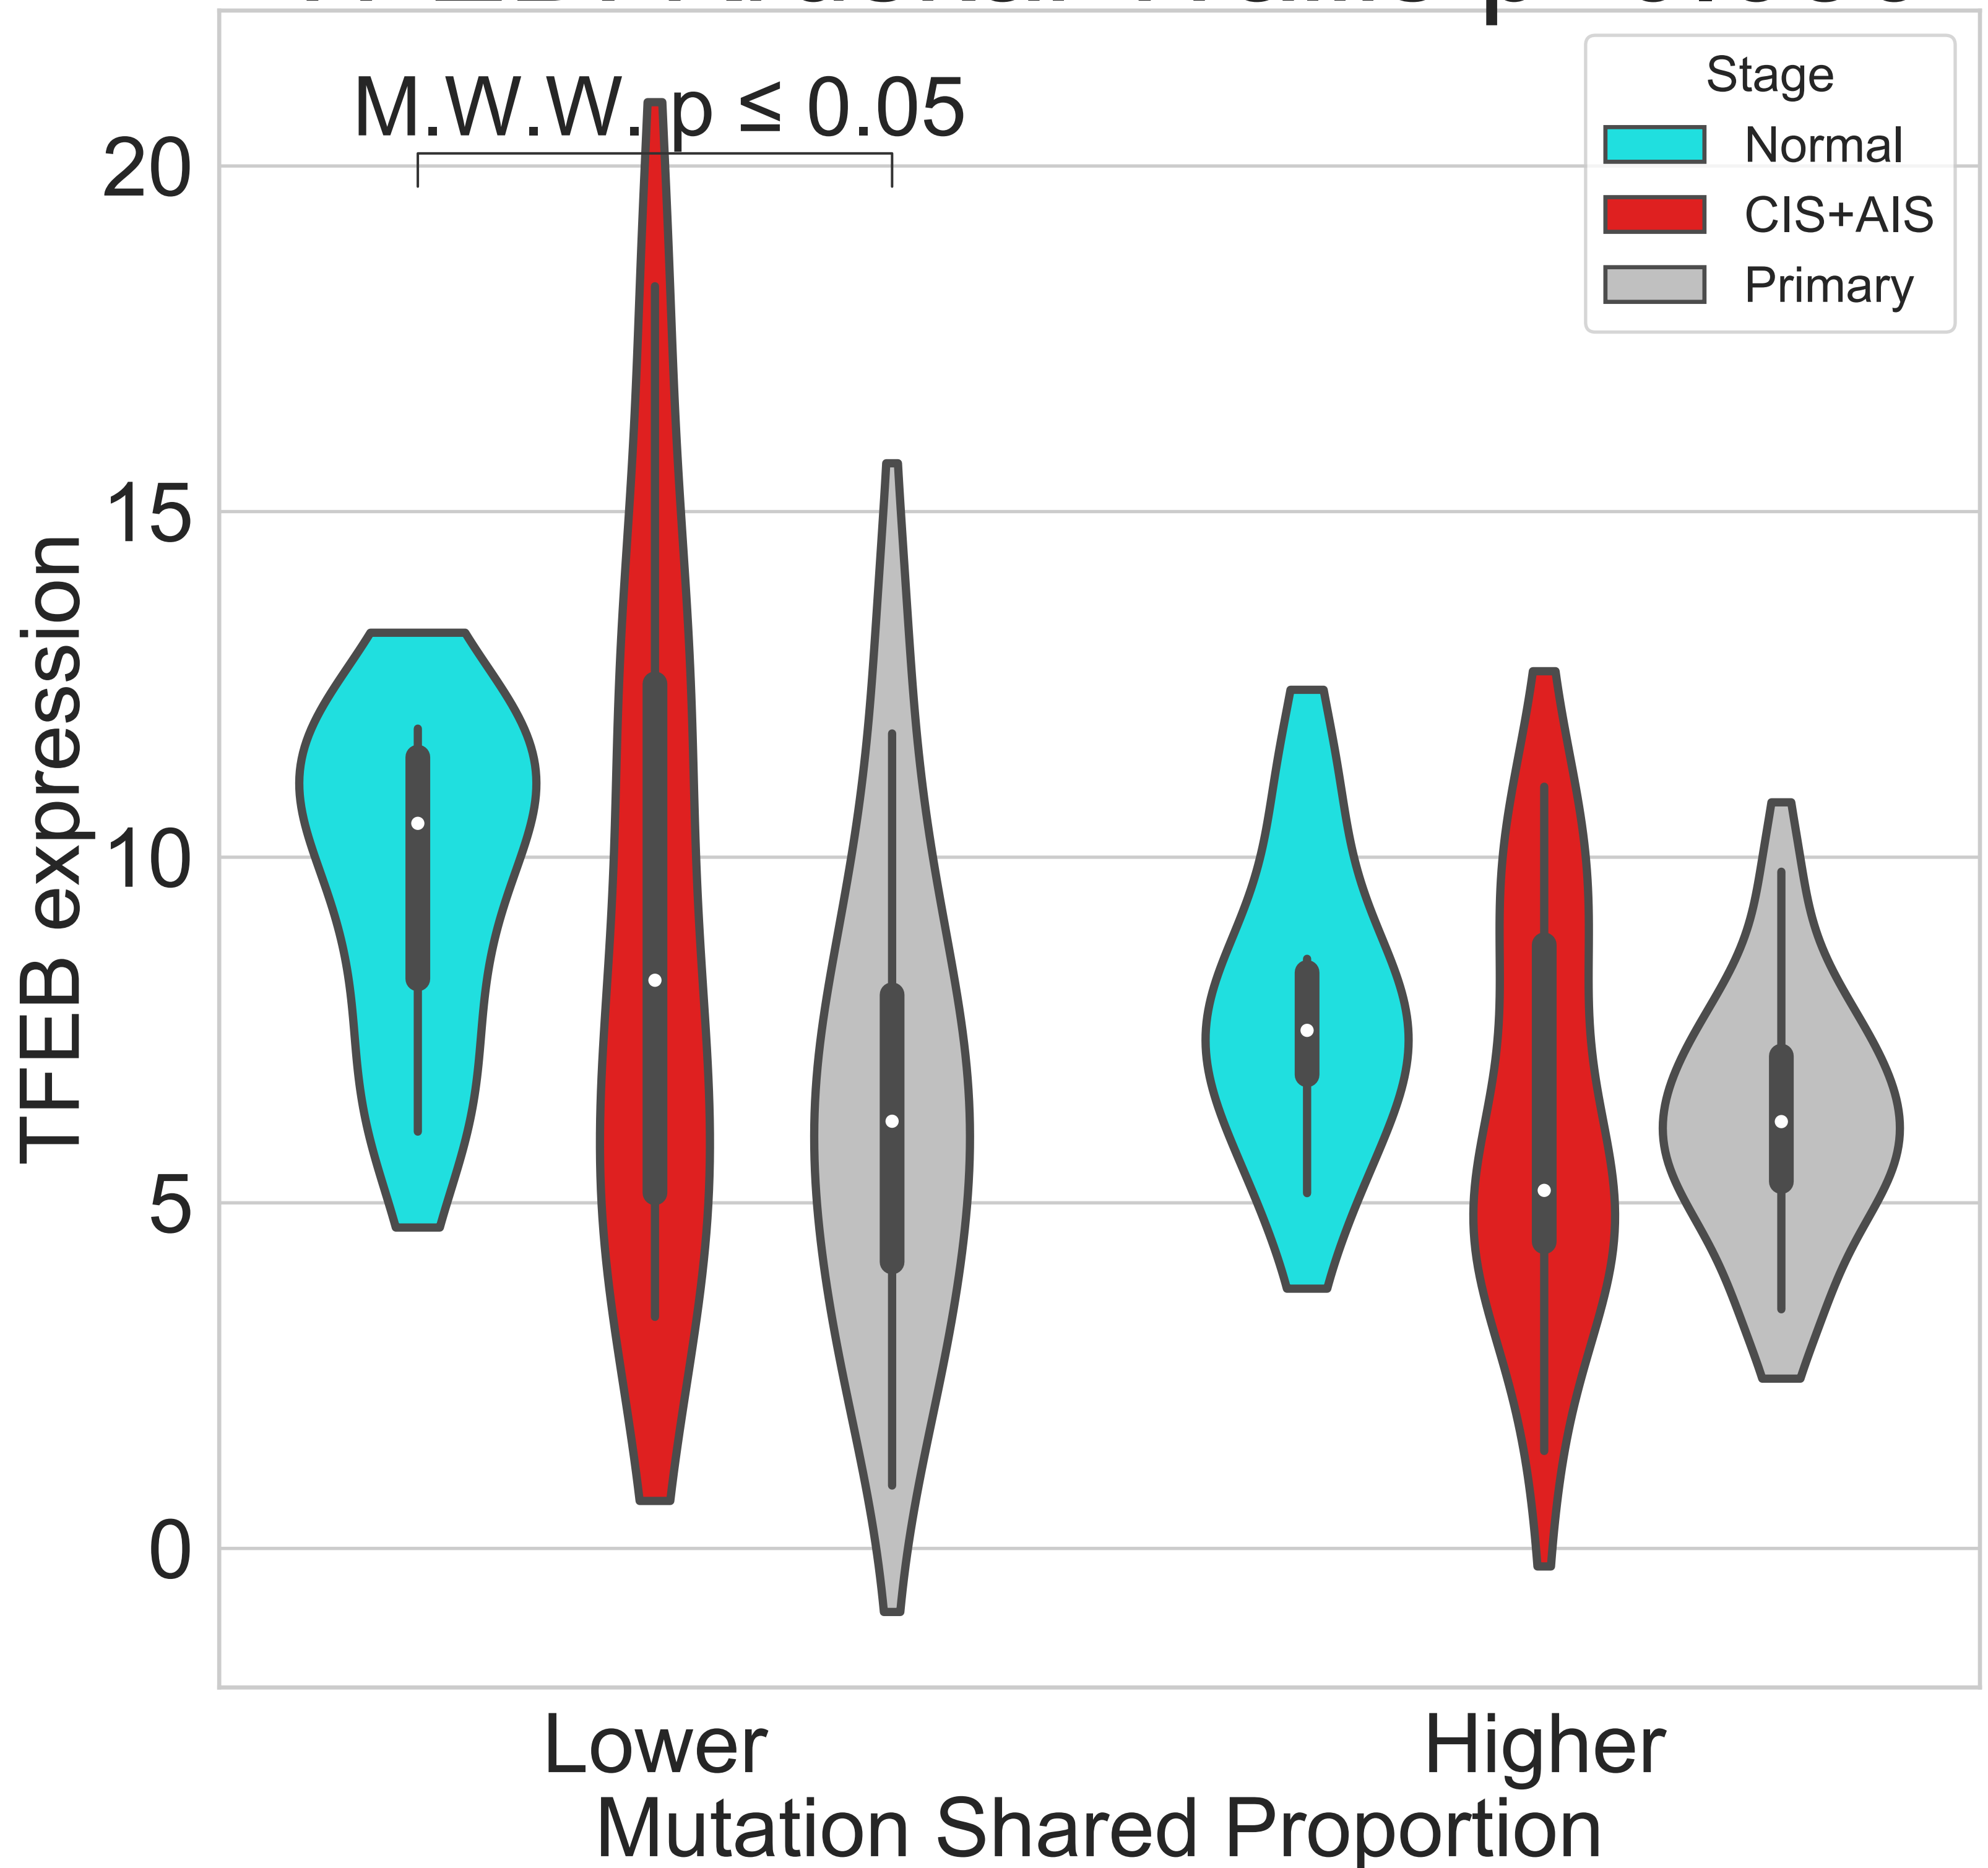 M.W.W. p ≤ 0.05
Stage
Normal
CIS+AIS
Primary
20
15
10
5
0
TFEB expression
Lower
Higher
Mutation Shared Proportion